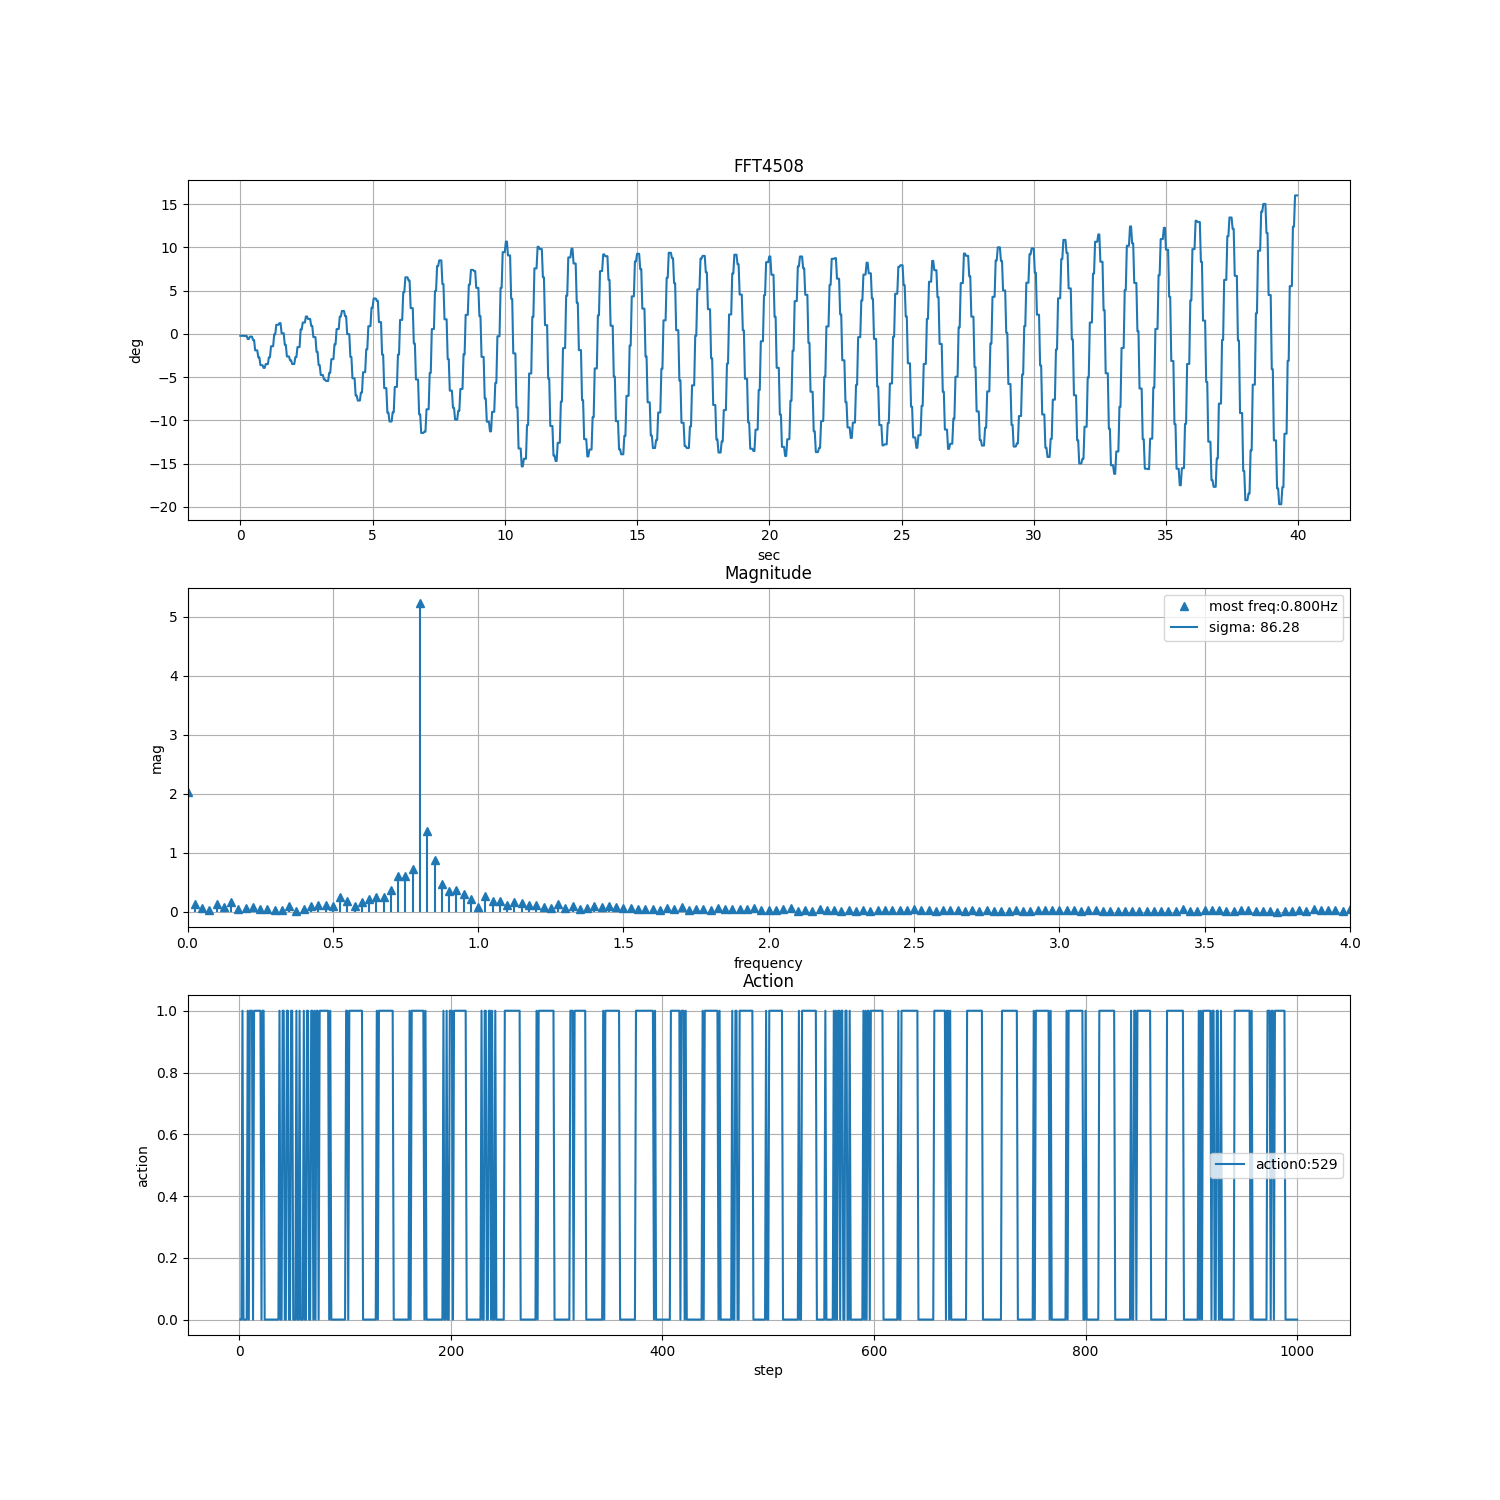 FFT4508
15
10
5
0
−5
−10
−15
−20
deg
0 5 10 15 20 25 30 35 40
sec
Magnitude
most freq:0.800Hz
sigma: 86.28
5
4
3
2
1
0
mag
0.0 0.5 1.0 1.5 2.0 2.5 3.0 3.5 4.0
frequency
Action
1.0
0.8
0.6
0.4
0.2
0.0
action
action0:529
0 200 400 600 800 1000
step